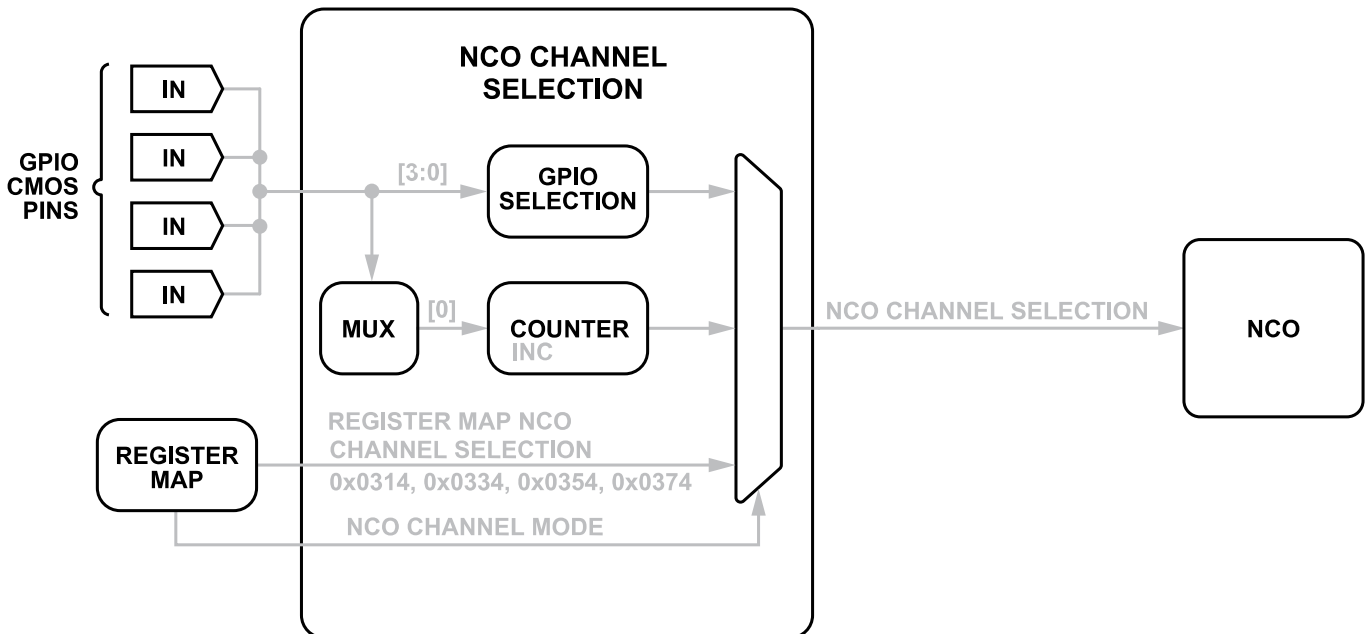 NCO CHANNEL
SELECTION
GPIO
CMOS
PINS
IN
IN
IN
IN
[3:0]
GPIO
SELECTION
MUX
[0]
COUNTER
INC
NCO CHANNEL SELECTION
NCO
REGISTER
MAP
REGISTER MAP NCO
CHANNEL SELECTION
0x0314, 0x0334, 0x0354, 0x0374
NCO CHANNEL MODE